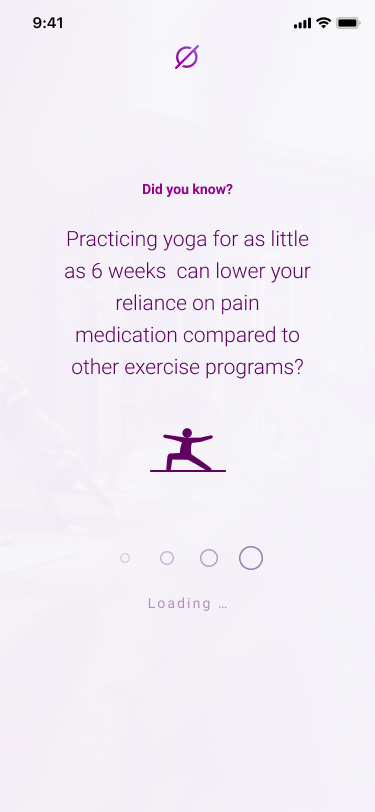 9:41
Did you know?
Practicing yoga for as little
as 6 weeks  can lower your
reliance on pain
medication compared to
other exercise programs?
Loading …